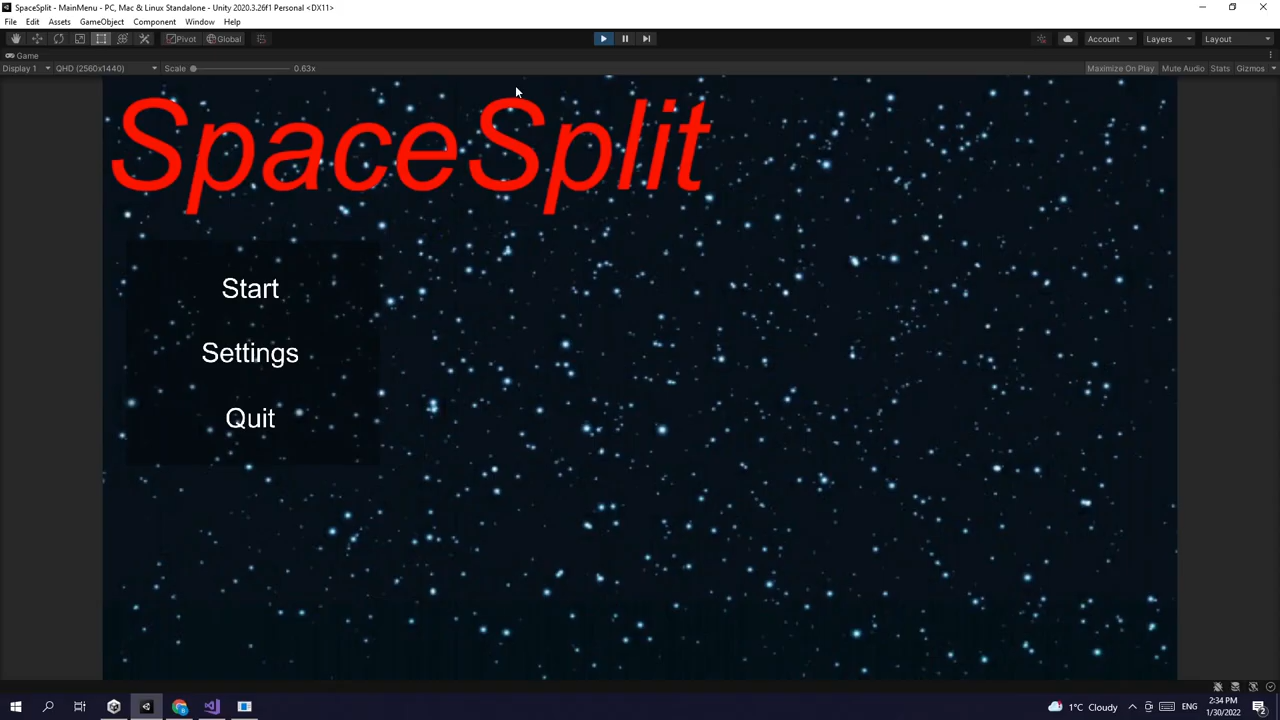 SpaceSplit - MainMenu - PC, Mac & Linux Standalone - Unity 2020.3.26f1 Personal <DX11>
File Edit Assets GameObject Component Window Help
Pivot Global Account Layers Layout
Game
Display 1 QHD (2560x1440) Scale 0.63x Maximize On Play Mute Audio Stats Gizmos
SpaceSplit
Start
Settings
Quit
1°C Cloudy ENG 2:34 PM
1/30/2022 2